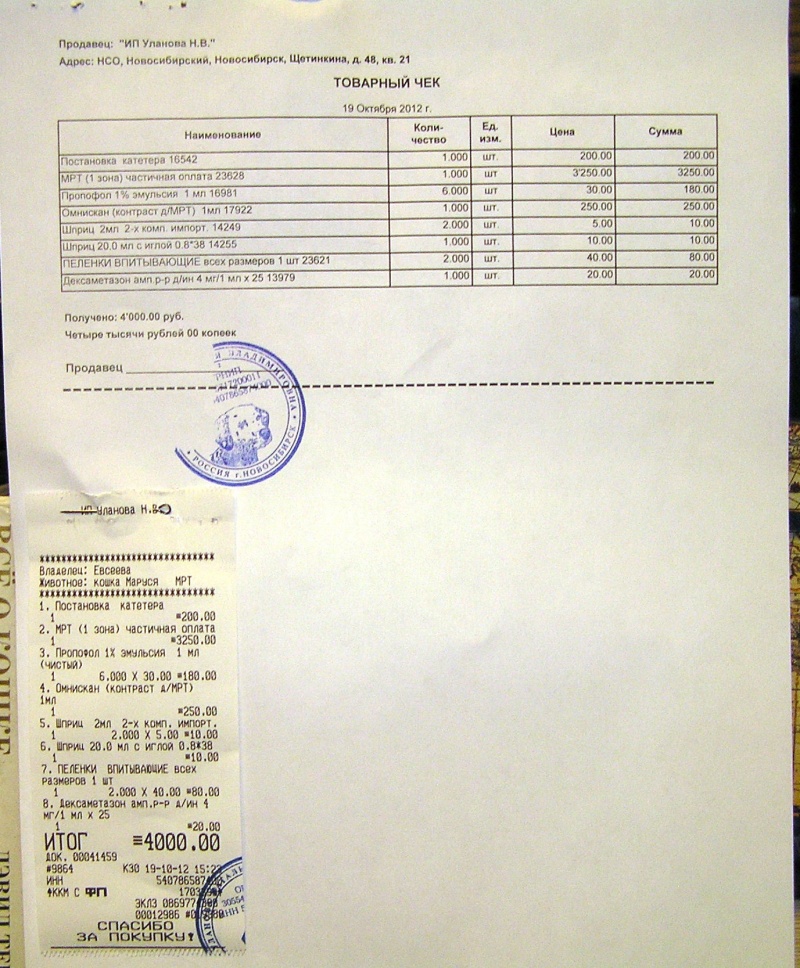 Продавец: "ИП Уланова Н.В."
Адрес: НСО, Новосибирский, Новосибирск, Щетинкина, д. 48, кв. 21
ТОВАРНЫЙ ЧЕК
19 Октября 2012 г.
Наименование Коли-чество Ед. изм. Цена Сумма
Постановка катетера 16542 1.000 шт. 200.00 200.00
МРТ (1 зона) частичная оплата 23628 1.000 шт. 3'250.00 3250.00
Пропофол 1% эмульсия 1 мл 16981 6.000 шт. 30.00 180.00
Омнискан (контраст д/МРТ) 1мл 17922 1.000 шт. 250.00 250.00
Шприц 2мл 2-х комп. импорт. 14249 2.000 шт. 5.00 10.00
Шприц 20.0 мл с иглой 0.8*38 14255 1.000 шт. 10.00 10.00
ПЕЛЕНКИ ВПИТЫВАЮЩИЕ всех размеров 1 шт 23621 2.000 шт. 40.00 80.00
Дексаметазон амп.р-р д/ин 4 мг/1 мл х 25 13979 1.000 шт. 20.00 20.00
Получено: 4'000.00 руб.
Четыре тысячи рублей 00 копеек
Продавец
ВЛАДИМИРОВНА
РОССИЯ г.НОВОСИБИРСК
ИП Уланова Н.В
Владелец: Евсеева
Животное: кошка Маруся МРТ
1. Постановка катетера
1 =200.00
2. МРТ (1 зона) частичная оплата
1 =3250.00
3. Пропофол 1% эмульсия 1 мл
(чистый)
1 6.000 X 30.00 =180.00
4. Омнискан (контраст д/МРТ)
1мл
1 =250.00
5. Шприц 2мл 2-х комп. импорт.
1 2.000 X 5.00 =10.00
6. Шприц 20.0 мл с иглой 0.8*38
1 =10.00
7. ПЕЛЕНКИ ВПИТЫВАЮЩИЕ всех
размеров 1 шт
1 2.000 X 40.00 =80.00
8. Дексаметазон амп.р-р д/ин 4
мг/1 мл х 25
1 =20.00
ИТОГ ≡4000.00
ДОК. 00041459
#9864 К30 19-10-12
ИНН
ФККМ С ФП
ЭКЛЗ
00012986
СПАСИБО
ЗА ПОКУПКУ!